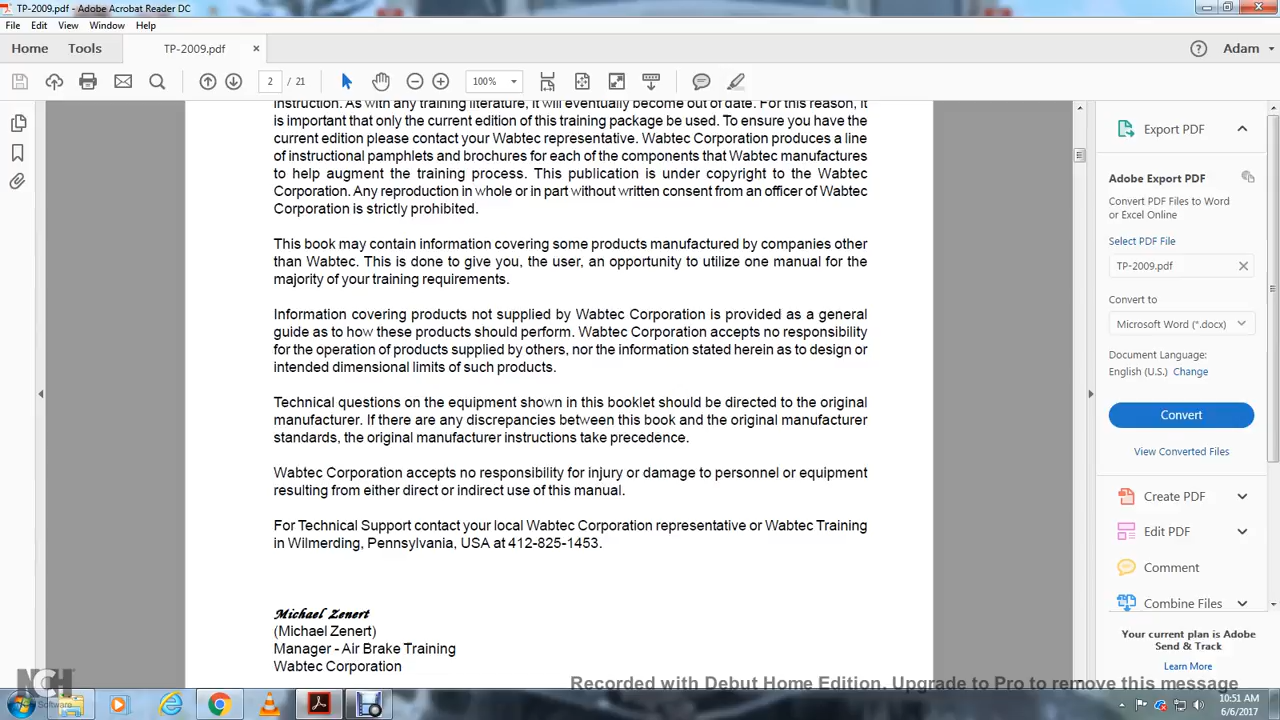 TP-2009.pdf - Adobe Acrobat Reader DC
File Edit View Window Help
Home Tools TP-2009.pdf × Adam
2 / 21 100%
instruction. As with any training literature, it will eventually become out of date. For this reason, it
is important that only the current edition of this training package be used. To ensure you have the
current edition please contact your Wabtec representative. Wabtec Corporation produces a line
of instructional pamphlets and brochures for each of the components that Wabtec manufactures
to help augment the training process. This publication is under copyright to the Wabtec
Corporation. Any reproduction in whole or in part without written consent from an officer of Wabtec
Corporation is strictly prohibited.
This book may contain information covering some products manufactured by companies other
than Wabtec. This is done to give you, the user, an opportunity to utilize one manual for the
majority of your training requirements.
Information covering products not supplied by Wabtec Corporation is provided as a general
guide as to how these products should perform. Wabtec Corporation accepts no responsibility
for the operation of products supplied by others, nor the information stated herein as to design or
intended dimensional limits of such products.
Technical questions on the equipment shown in this booklet should be directed to the original
manufacturer. If there are any discrepancies between this book and the original manufacturer
standards, the original manufacturer instructions take precedence.
Wabtec Corporation accepts no responsibility for injury or damage to personnel or equipment
resulting from either direct or indirect use of this manual.
For Technical Support contact your local Wabtec Corporation representative or Wabtec Training
in Wilmerding, Pennsylvania, USA at 412-825-1453.
Michael Zenert
(Michael Zenert)
Manager - Air Brake Training
Wabtec Corporation
Export PDF
Adobe Export PDF
Convert PDF Files to Word
or Excel Online
Select PDF File
TP-2009.pdf
Convert to
Microsoft Word (*.docx)
Document Language:
English (U.S.) Change
Convert
View Converted Files
Create PDF
Edit PDF
Comment
Combine Files
Your current plan is Adobe
Send & Track
Learn More
Recorded with Debut Home Edition. Upgrade to Pro to remove this message
NCH Software
10:51 AM
6/6/2017